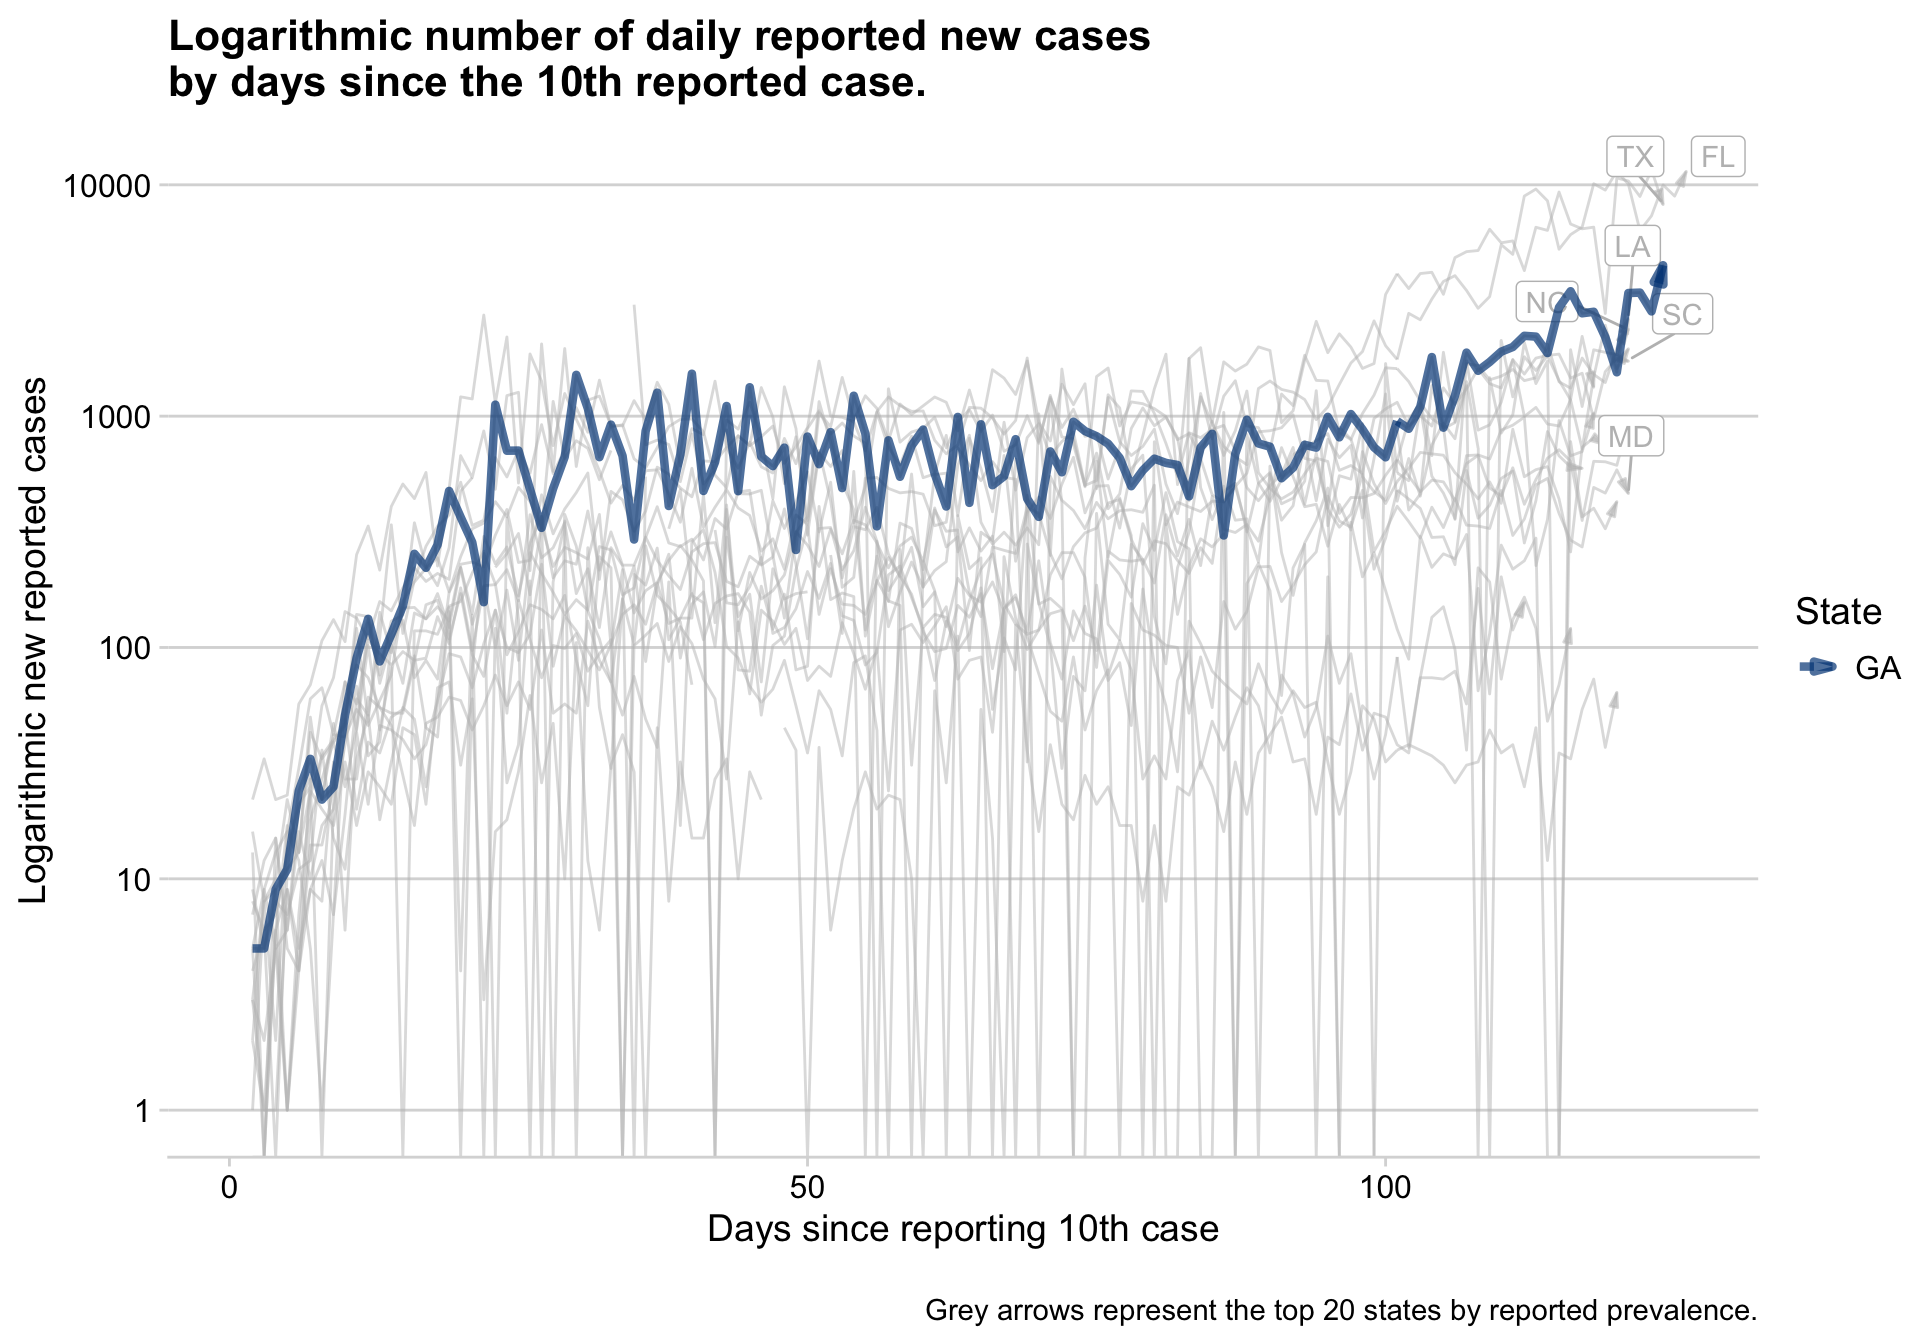 Logarithmic number of daily reported new cases
by days since the 10th reported case.
TX
FL
10000
LA
NC
SC
1000
MD
Logarithmic new reported cases
State
GA
100
10
1
0
50
100
Days since reporting 10th case
Grey arrows represent the top 20 states by reported prevalence.